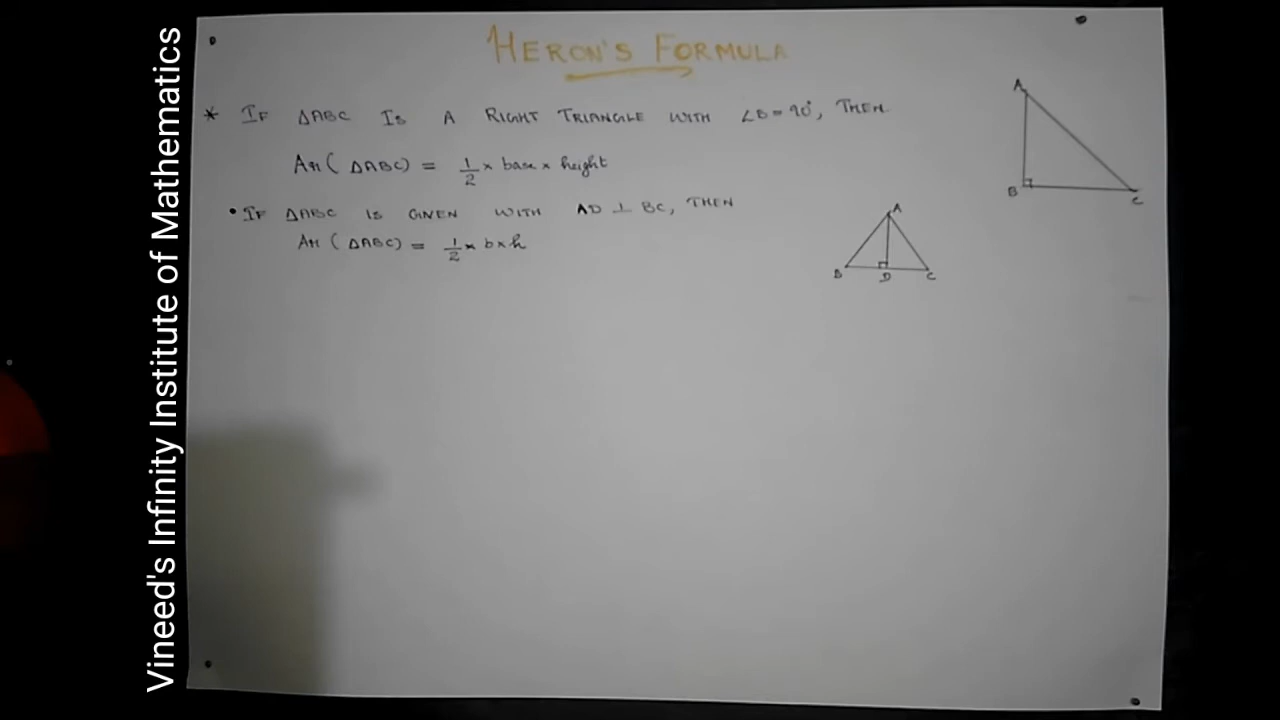 Vineed's Infinity Institute of Mathematics
HERON'S FORMULA
* IF ΔABC IS A RIGHT TRIANGLE WITH ∠B = 90°, THEN
Ar ( ΔABC) = 1/2 × base × height
• IF ΔABC IS GIVEN WITH AD ⊥ BC, THEN
Ar ( ΔABC) = 1/2 × b × h
A
B
C
A
B
D
C